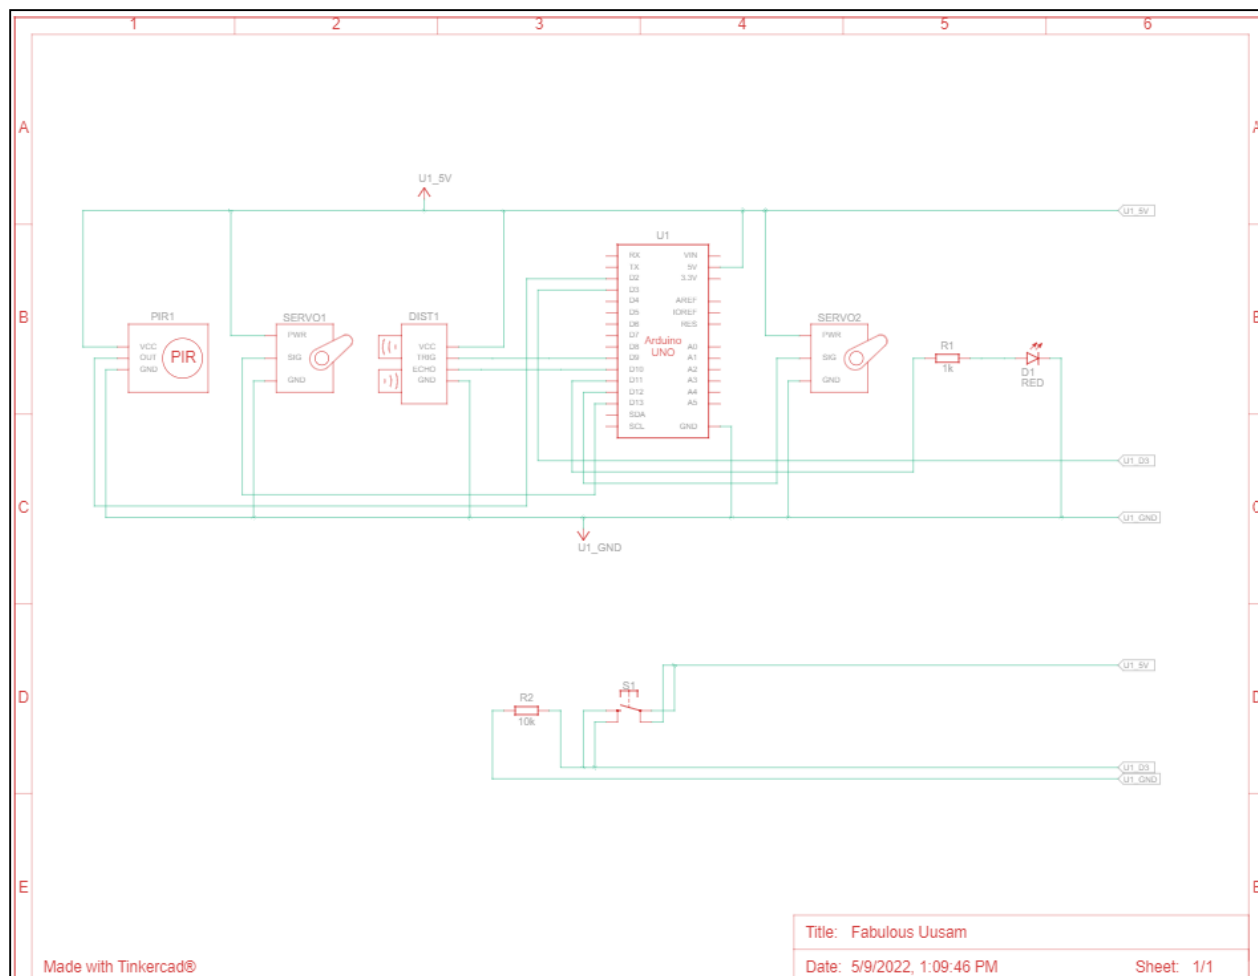 1 2 3 4 5 6
A A
U1_5V
U1_5V
U1
RX VIN
TX 5V
D2 3.3V
D3
D4 AREF
B
PIR1 SERVO1 DIST1 D5 IOREF SERVO2
D6 RES
PWR D7 PWR R1
VCC VCC D8 A0
OUT PIR SIG TRIG Arduino UNO D9 A1 SIG 1k
GND ECHO D10 A2 D1
GND GND D11 A3 GND RED
D12 A4
D13 A5
SDA
SCL GND
U1_D3
C
U1_GND
U1_GND
U1_5V
S1
D R2
10k
U1_D3
U1_GND
E
Title: Fabulous Uusam
Made with Tinkercad® Date: 5/9/2022, 1:09:46 PM Sheet: 1/1